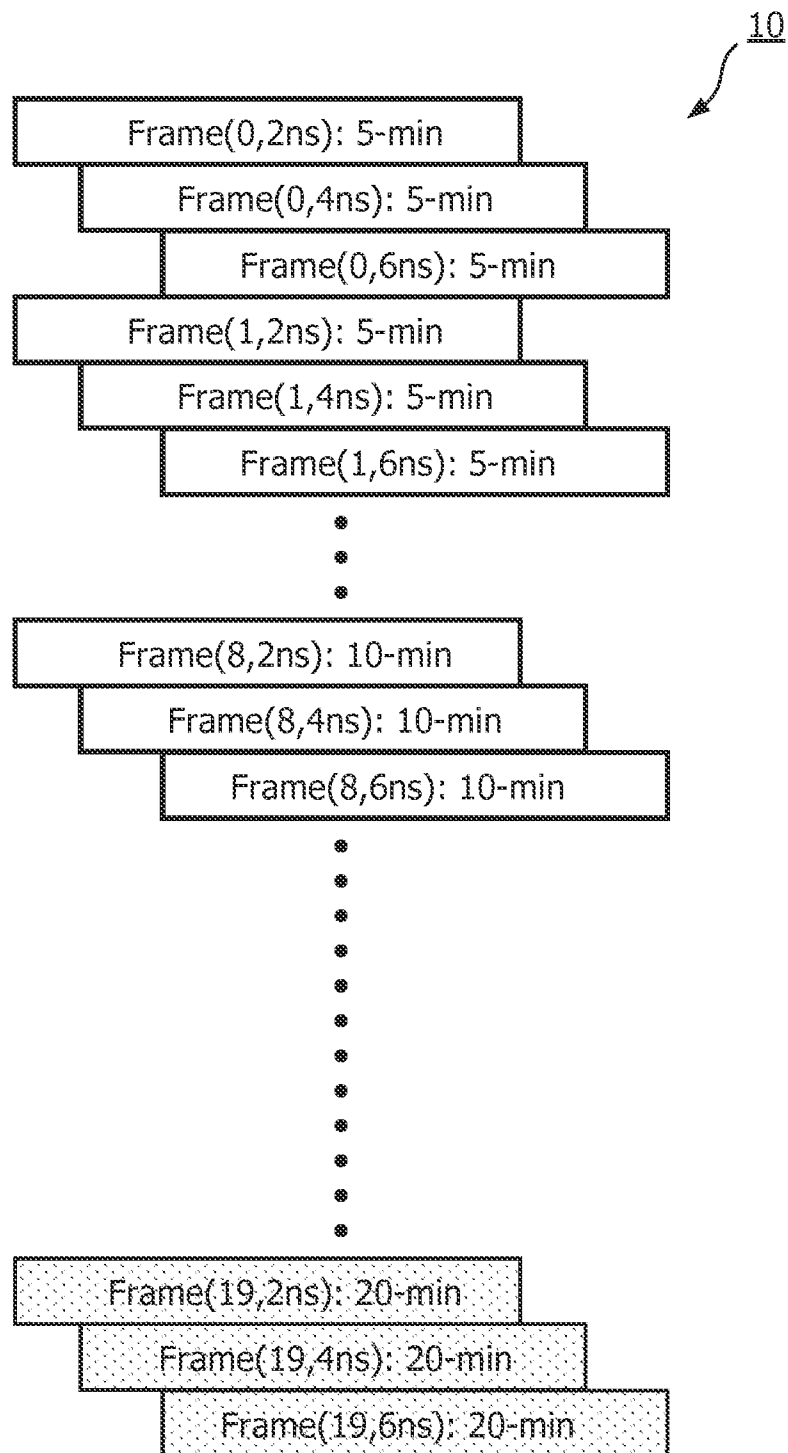 10
Frame(0,2ns): 5-min
Frame(0,4ns): 5-min
Frame(0,6ns): 5-min
Frame(1,2ns): 5-min
Frame(1,4ns): 5-min
Frame(1,6ns): 5-min
Frame(8,2ns): 10-min
Frame(8,4ns): 10-min
Frame(8,6ns): 10-min
Frame(19,2ns): 20-min
Frame(19,4ns): 20-min
Frame(19,6ns): 20-min